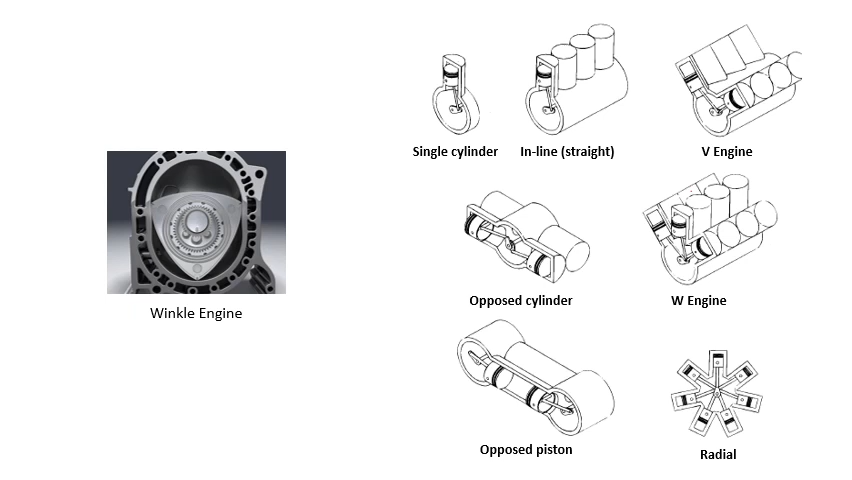 Single cylinder
In-line (straight)
V Engine
Winkle Engine
Opposed cylinder
W Engine
Opposed piston
Radial